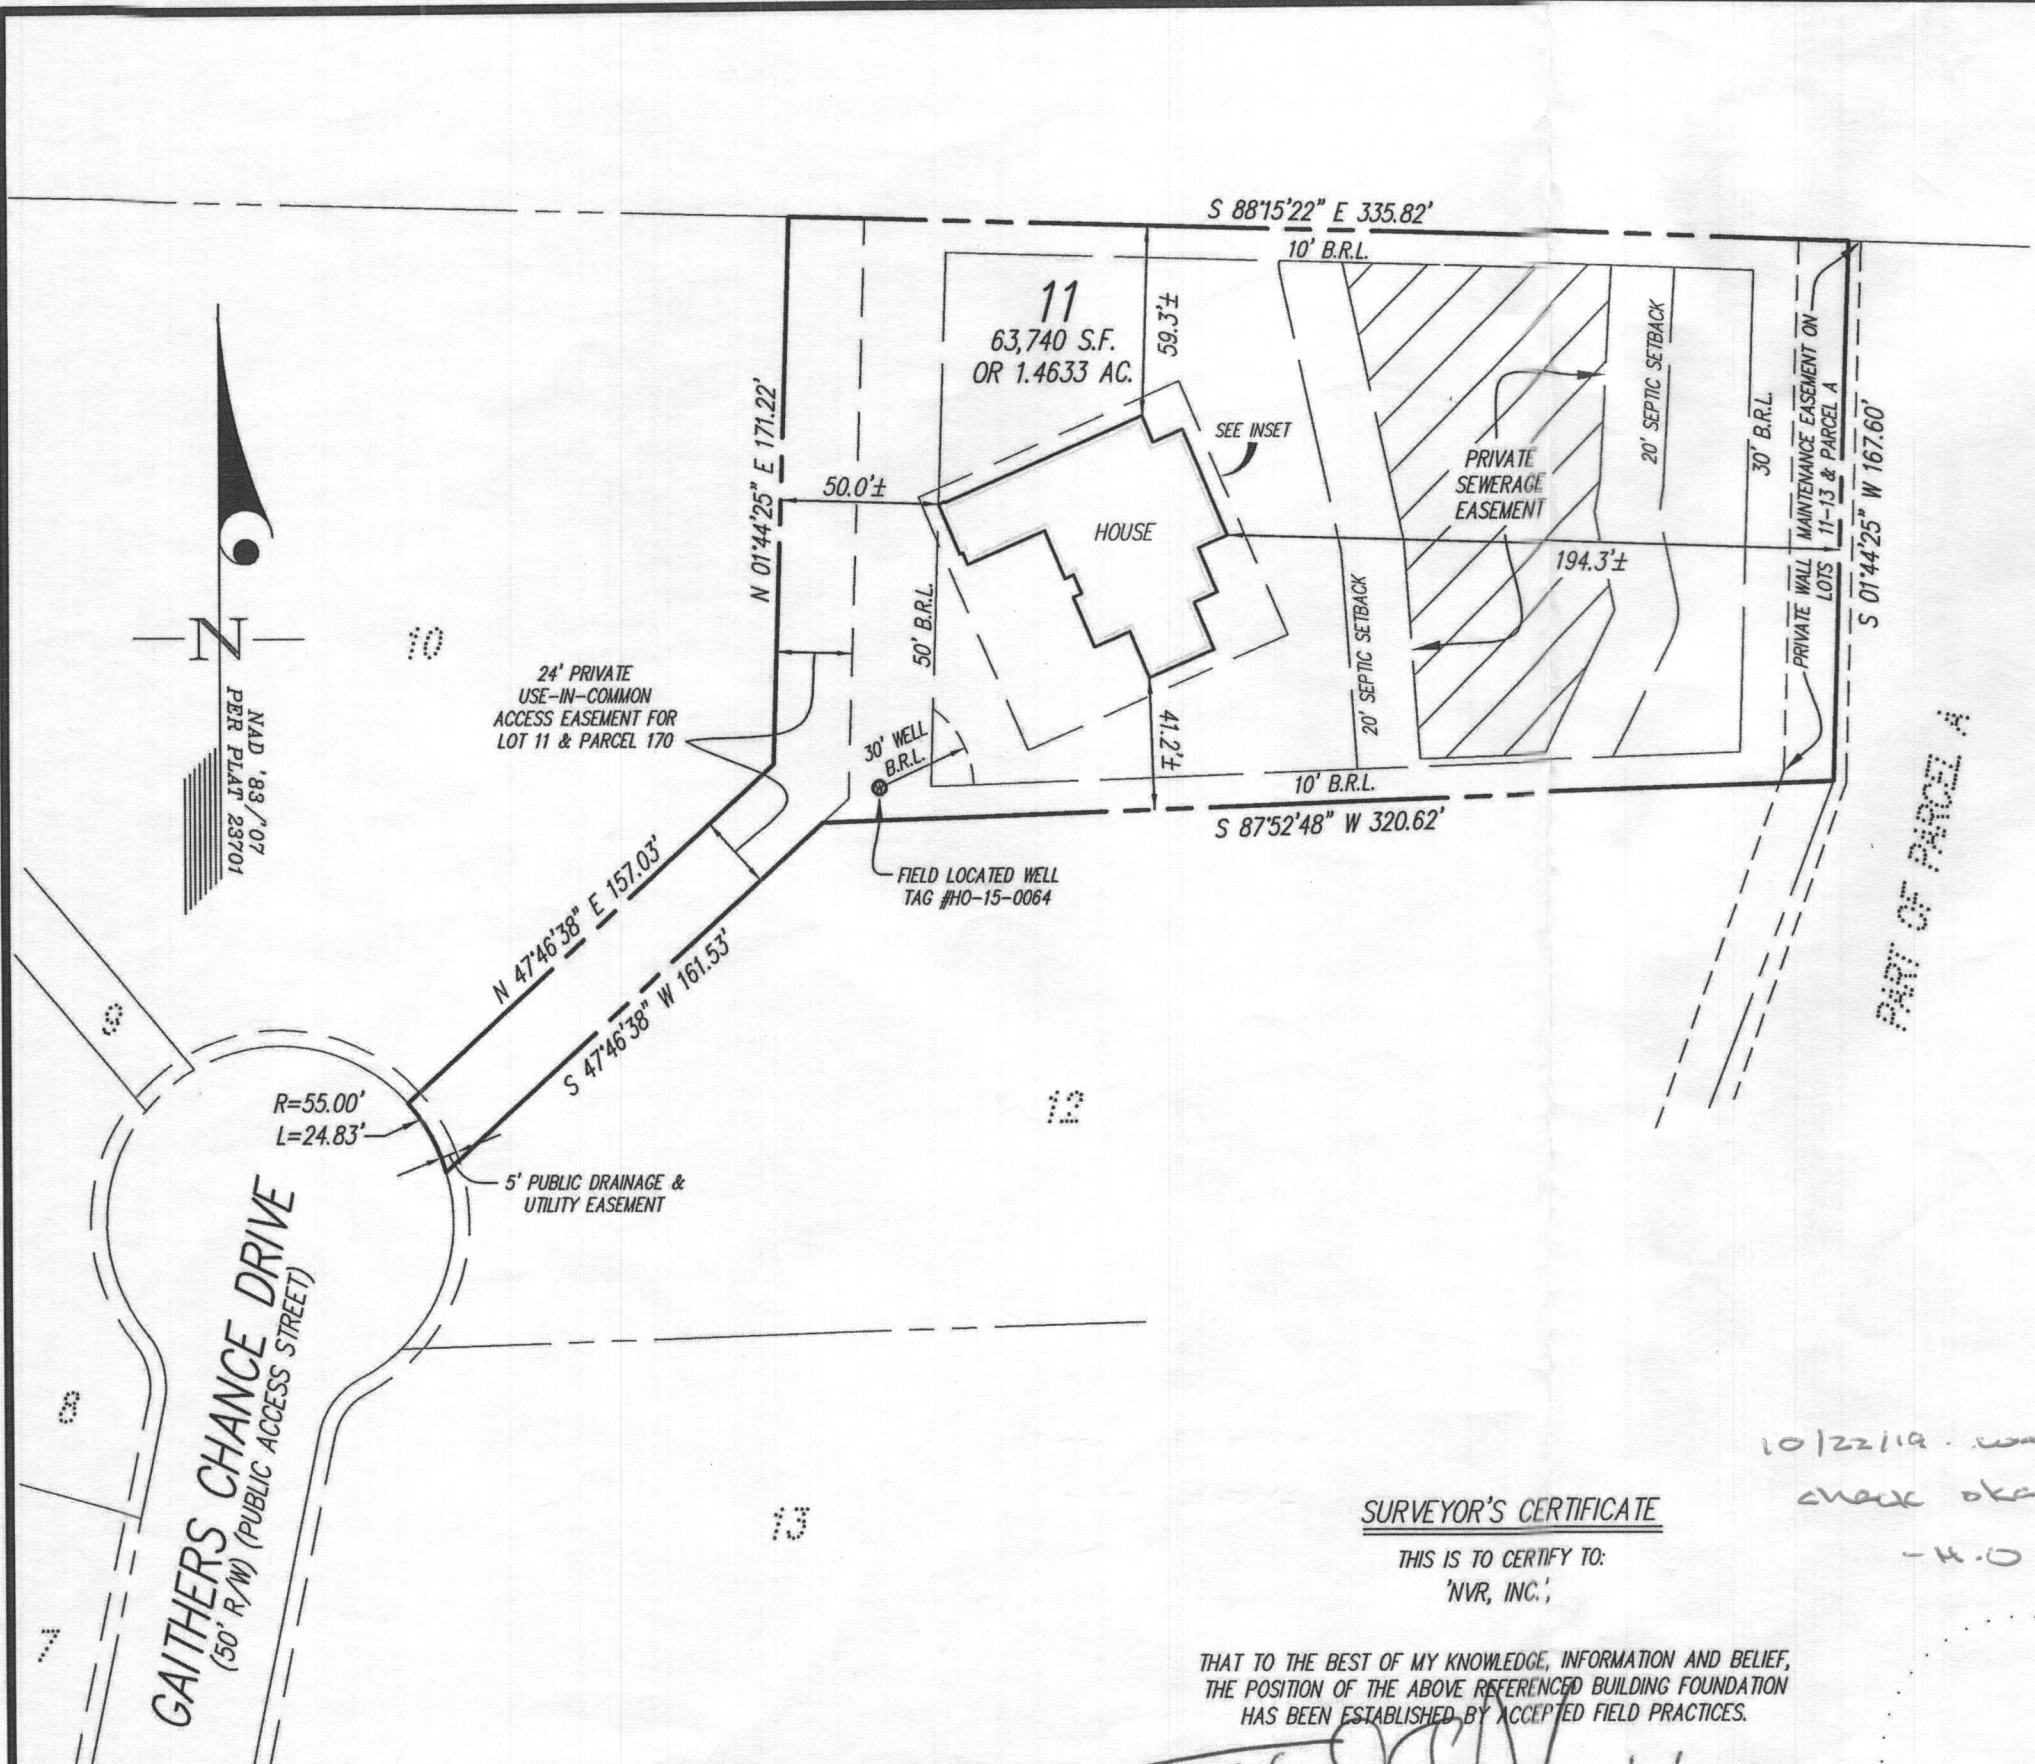 S 88°15'22" E 335.82'
10' B.R.L.
11
63,740 S.F.
OR 1.4633 AC.
59.3'±
SEE INSET
50.0'±
HOUSE
N 01°44'25" E 171.22'
50' B.R.L.
PRIVATE
SEWERAGE
EASEMENT
20' SEPTIC SETBACK
20' SEPTIC SETBACK
194.3'±
30' B.R.L.
PRIVATE WALL MAINTENANCE EASEMENT ON
LOTS 11-13 & PARCEL A
S 01°44'25" W 167.60'
N
NAD '83/'07
PER PLAT 23701
10
24' PRIVATE
USE-IN-COMMON
ACCESS EASEMENT FOR
LOT 11 & PARCEL 170
30' WELL
B.R.L.
41.2'±
10' B.R.L.
S 87°52'48" W 320.62'
FIELD LOCATED WELL
TAG #HO-15-0064
N 47°46'38" E 157.03'
S 47°46'38" W 161.53'
PART OF PARCEL A
9
R=55.00'
L=24.83'
12
5' PUBLIC DRAINAGE &
UTILITY EASEMENT
GAITHERS CHANCE DRIVE
(50' R/W) (PUBLIC ACCESS STREET)
8
13
7
10/22/19.
check
-H.O
SURVEYOR'S CERTIFICATE
THIS IS TO CERTIFY TO:
'NVR, INC.',
THAT TO THE BEST OF MY KNOWLEDGE, INFORMATION AND BELIEF,
THE POSITION OF THE ABOVE REFERENCED BUILDING FOUNDATION
HAS BEEN ESTABLISHED BY ACCEPTED FIELD PRACTICES.